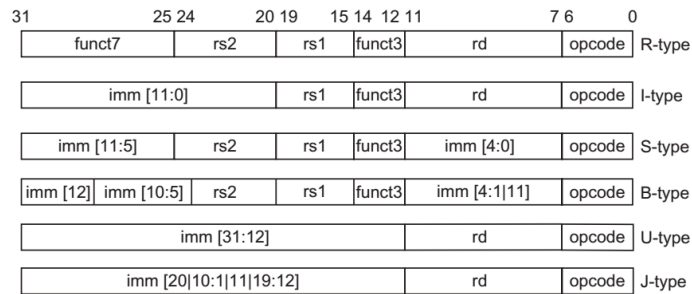 31 25 24 20 19 15 14 12 11 7 6 0
funct7 rs2 rs1 funct3 rd opcode R-type
imm [11:0] rs1 funct3 rd opcode I-type
imm [11:5] rs2 rs1 funct3 imm [4:0] opcode S-type
imm [12] imm [10:5] rs2 rs1 funct3 imm [4:1|11] opcode B-type
imm [31:12] rd opcode U-type
imm [20|10:1|11|19:12] rd opcode J-type